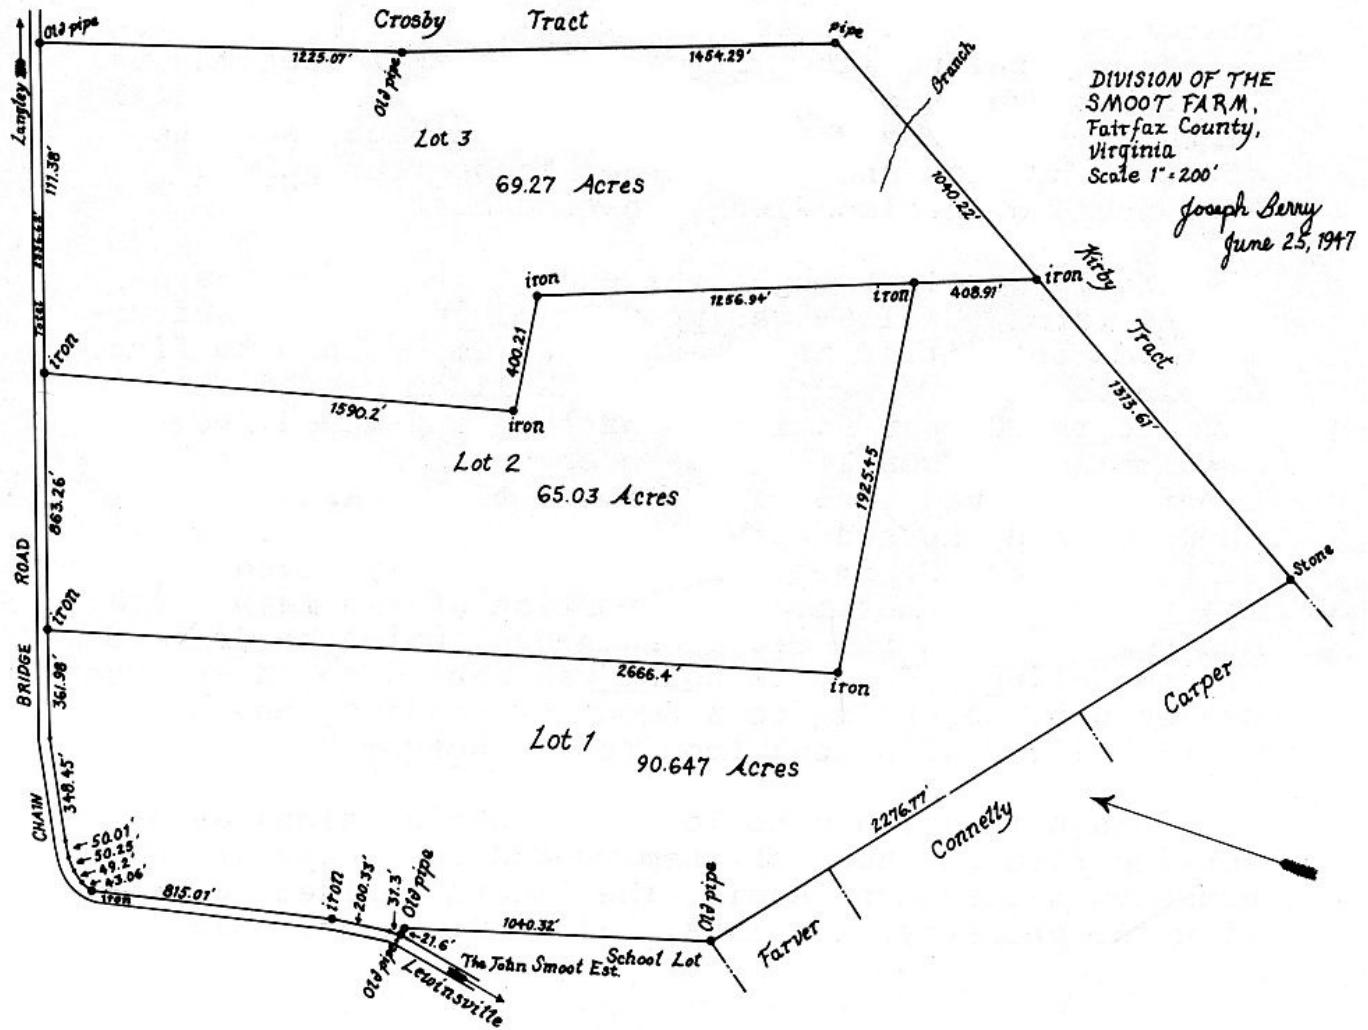 Crosby Tract
Old pipe
pipe
1225.07'
Old pipe
1454.29'
Langley
Branch
DIVISION OF THE
SMOOT FARM,
Fairfax County,
Virginia
Scale 1" = 200'
Joseph Berry
June 25, 1947
Lot 3
69.27 Acres
1040.22'
Total
iron
1256.94'
iron
408.91'
iron
Kirby
Tract
400.21
iron
1590.2'
iron
1373.61'
Lot 2
65.03 Acres
1925.45
863.26'
ROAD
iron
Stone
2666.4'
iron
BRIDGE
361.98'
Lot 1
90.647 Acres
Carper
2276.77'
Connelly
348.45'
CHAIN
50.01'
50.25'
49.2'
43.06'
iron
815.07'
iron
200.33'
37.3'
Old pipe
1040.32'
Old pipe
Farver
21.6'
School Lot
The John Smoot Est.
Old pipe
Lewinsville